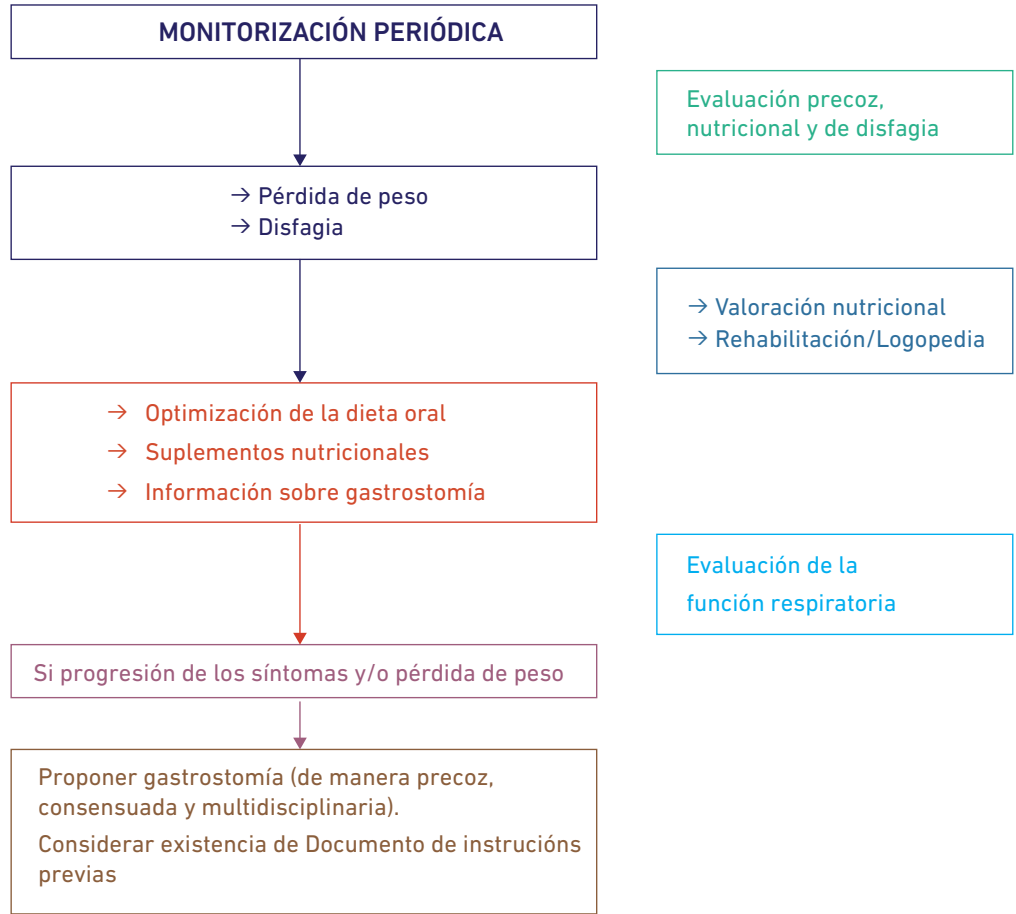 MONITORIZACIÓN PERIÓDICA
Evaluación precoz,
nutricional y de disfagia
→ Pérdida de peso
→ Disfagia
→ Valoración nutricional
→ Rehabilitación/Logopedia
→ Optimización de la dieta oral
→ Suplementos nutricionales
→ Información sobre gastrostomía
Evaluación de la
función respiratoria
Si progresión de los síntomas y/o pérdida de peso
Proponer gastrostomía (de manera precoz,
consensuada y multidisciplinaria).
Considerar existencia de Documento de instrucións
previas